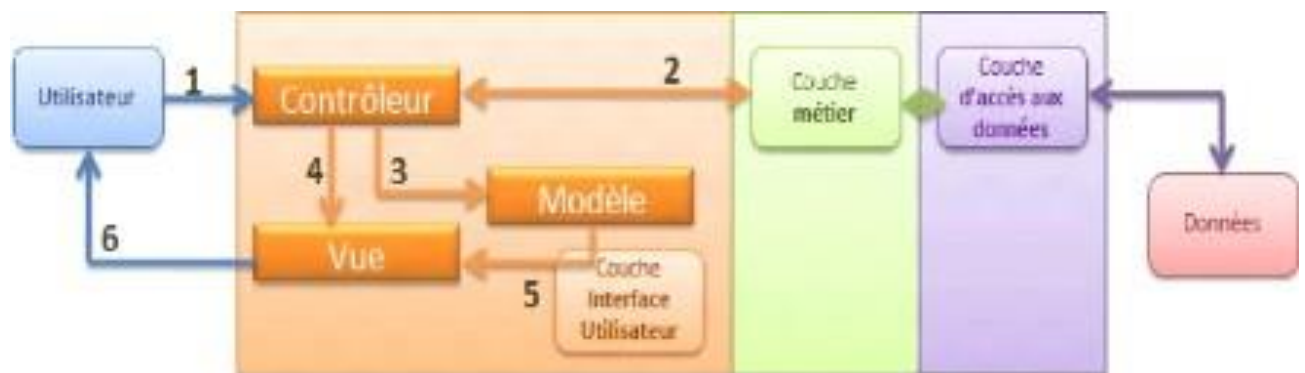 Utilisateur
1
Contrôleur
2
Couche
métier
Couche
d'accès aux
données
4
3
Modèle
Données
6
Vue
5
Couche
Interface
Utilisateur